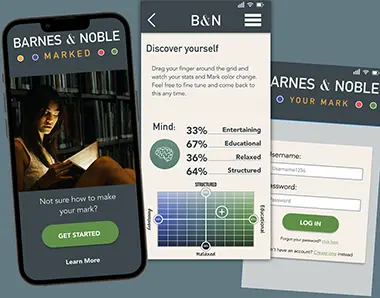 BARNES & NOBLE
MARKED
Not sure how to make
your mark?
GET STARTED
Learn More
B&N
Discover yourself
Drag your finger around the grid and
watch your stats and Mark color change.
Feel free to fine tune and come back to
this any time.
Mind:
33% Entertaining
67% Educational
36% Relaxed
64% Structured
STRUCTURED
Entertaining
Educational
Relaxed
ARNES & NOBLE
YOUR MARK
Username:
Username1234
Password:
Password
LOG IN
Forgot your password? click here
Don't have an account? Create one instead